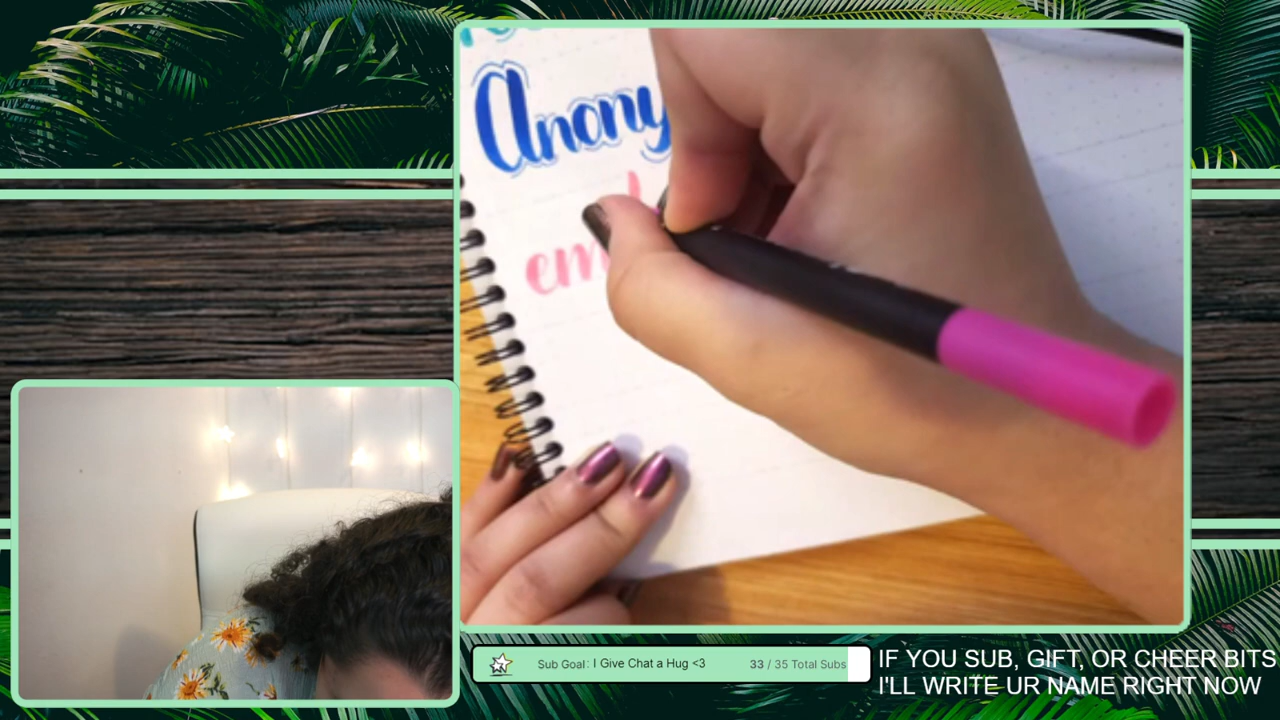 Anony
em
Sub Goal: I Give Chat a Hug <3
33 / 35 Total Subs
IF YOU SUB, GIFT, OR CHEER BITS
I'LL WRITE UR NAME RIGHT NOW